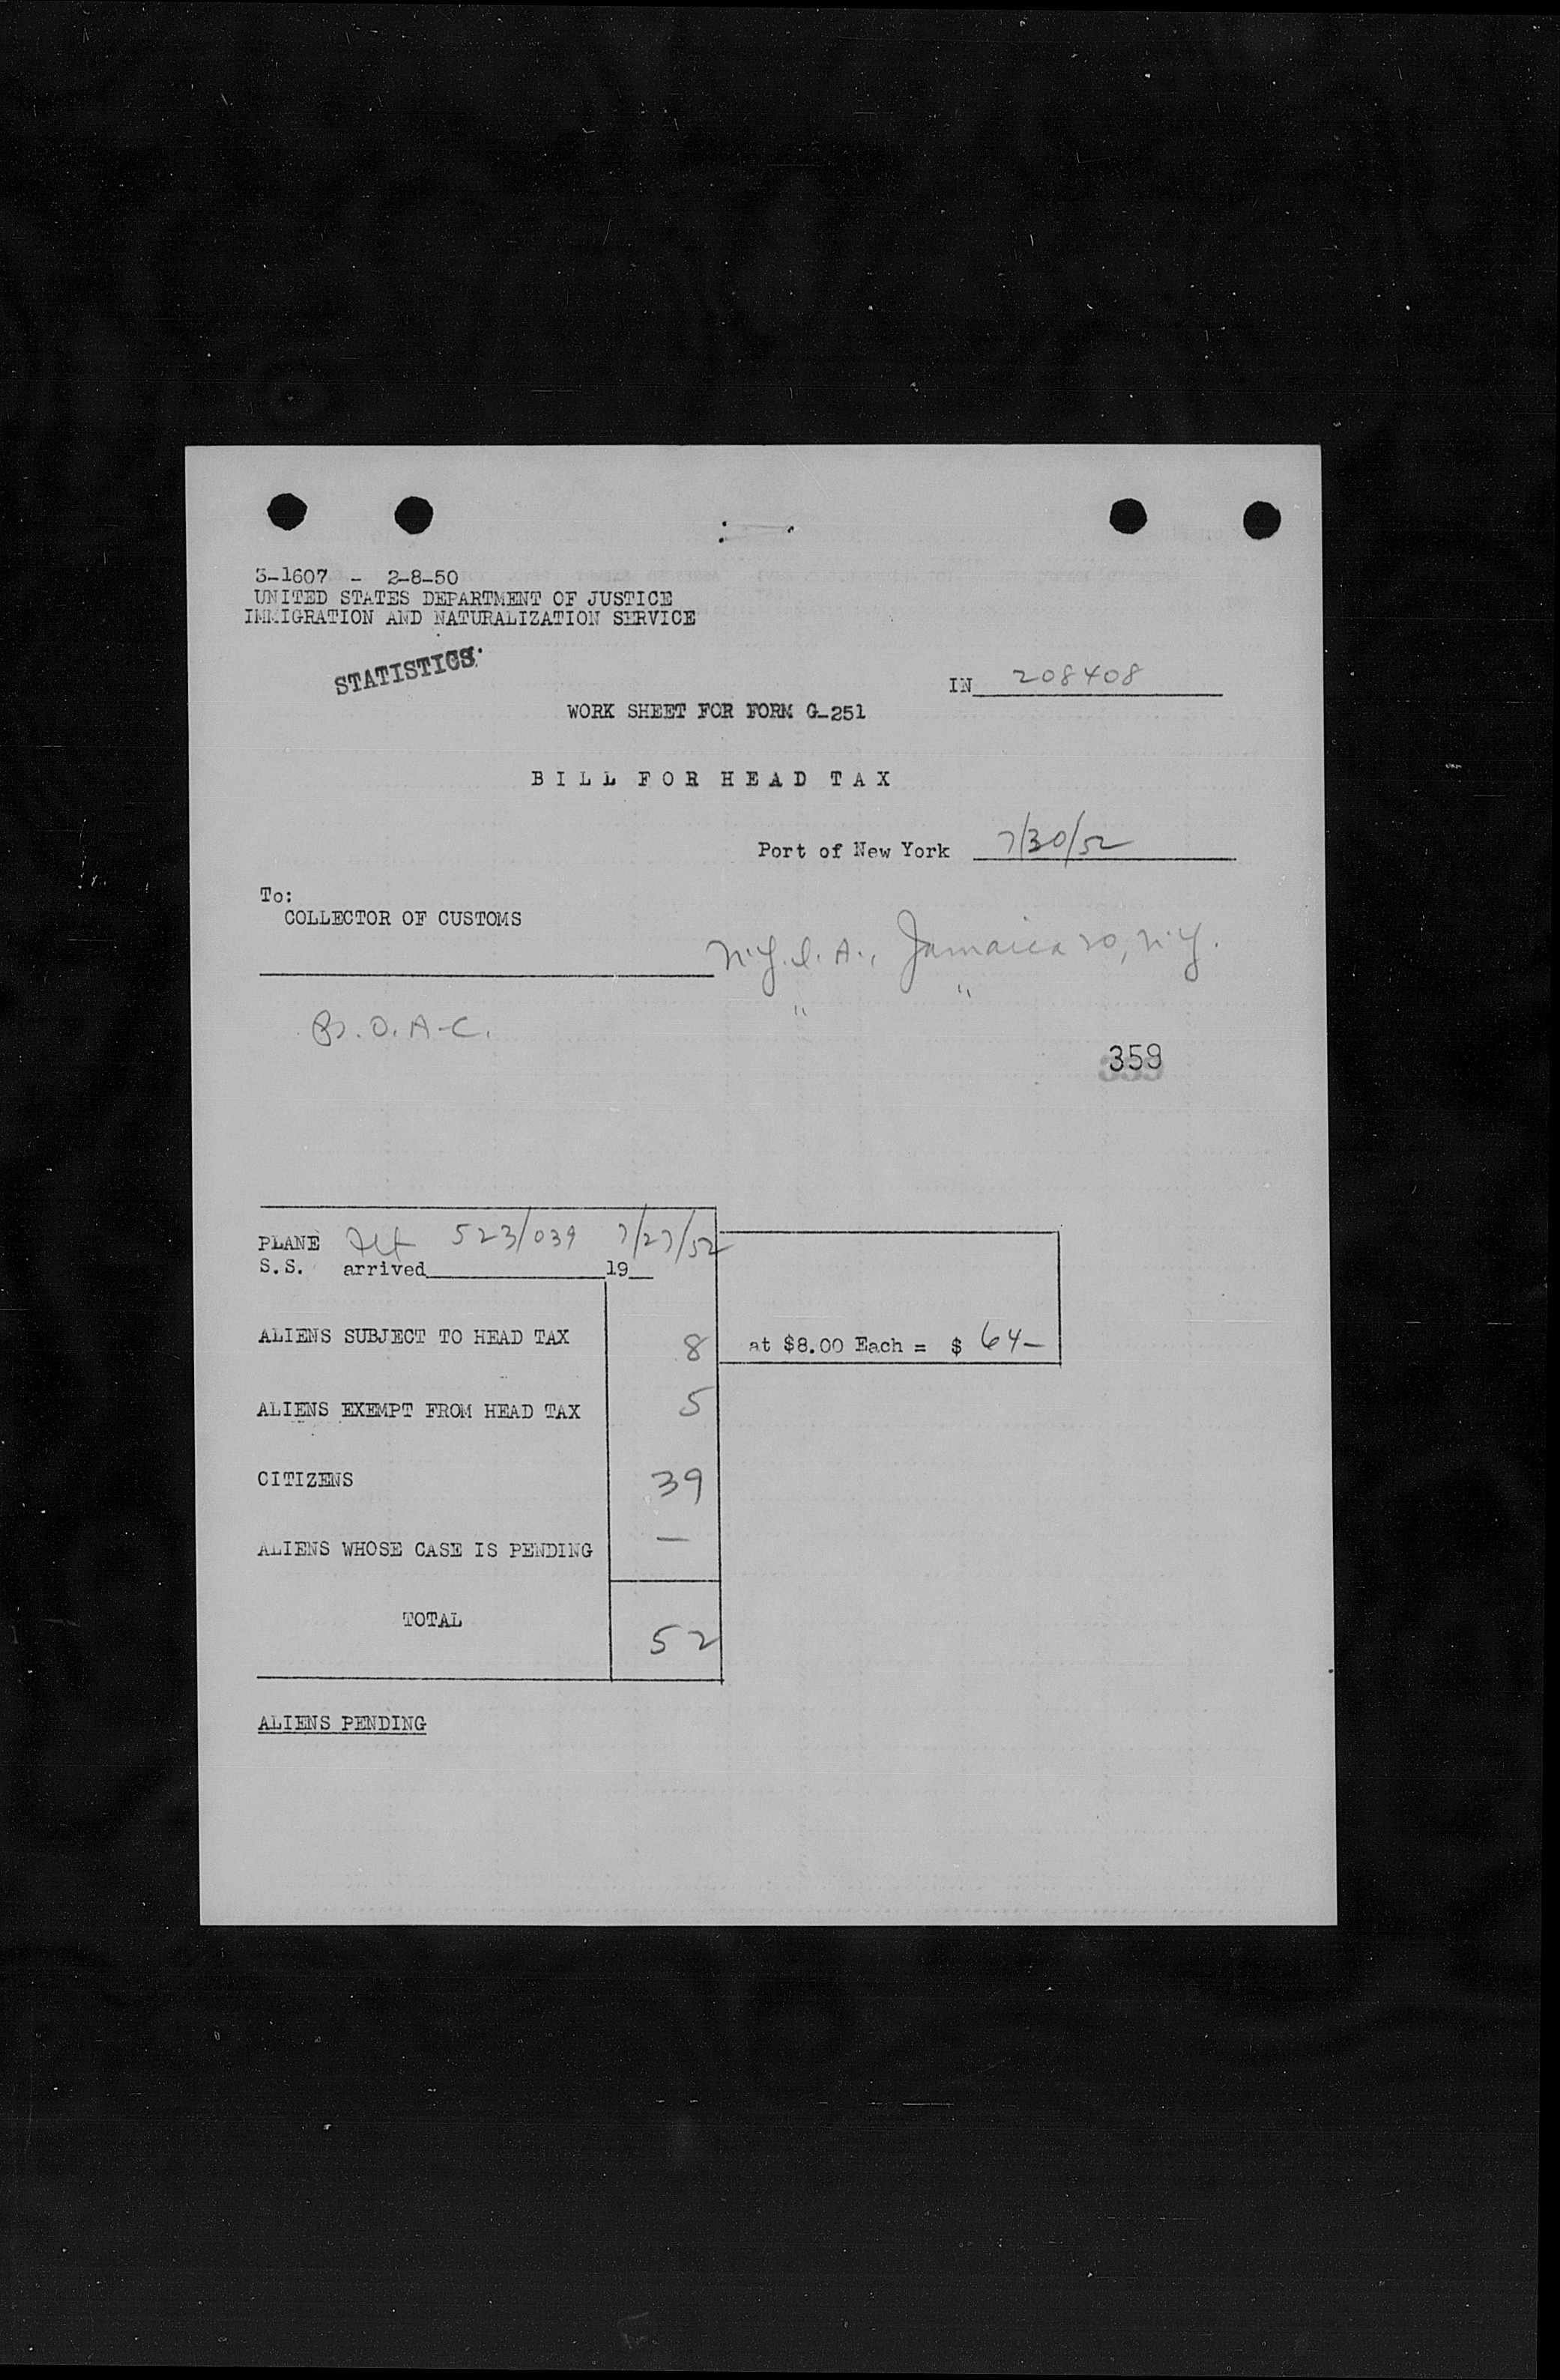 3-1607 - 2-8-50
UNITED STATES DEPARTMENT OF JUSTICE
IMMIGRATION AND NATURALIZATION SERVICE
STATISTICS
IN 208408
WORK SHEET FOR FORM G-251
BILL FOR HEAD TAX
Port of New York 7/30/52
To:
COLLECTOR OF CUSTOMS
N.Y.I.A., Jamaica 20, N.Y.
" "
B.O.A.C.
359
PLANE Flt 523/039 7/27/52
S.S. arrived 19
ALIENS SUBJECT TO HEAD TAX 8 at $8.00 Each = $ 64-
ALIENS EXEMPT FROM HEAD TAX 5
CITIZENS 39
ALIENS WHOSE CASE IS PENDING —
TOTAL 52
ALIENS PENDING